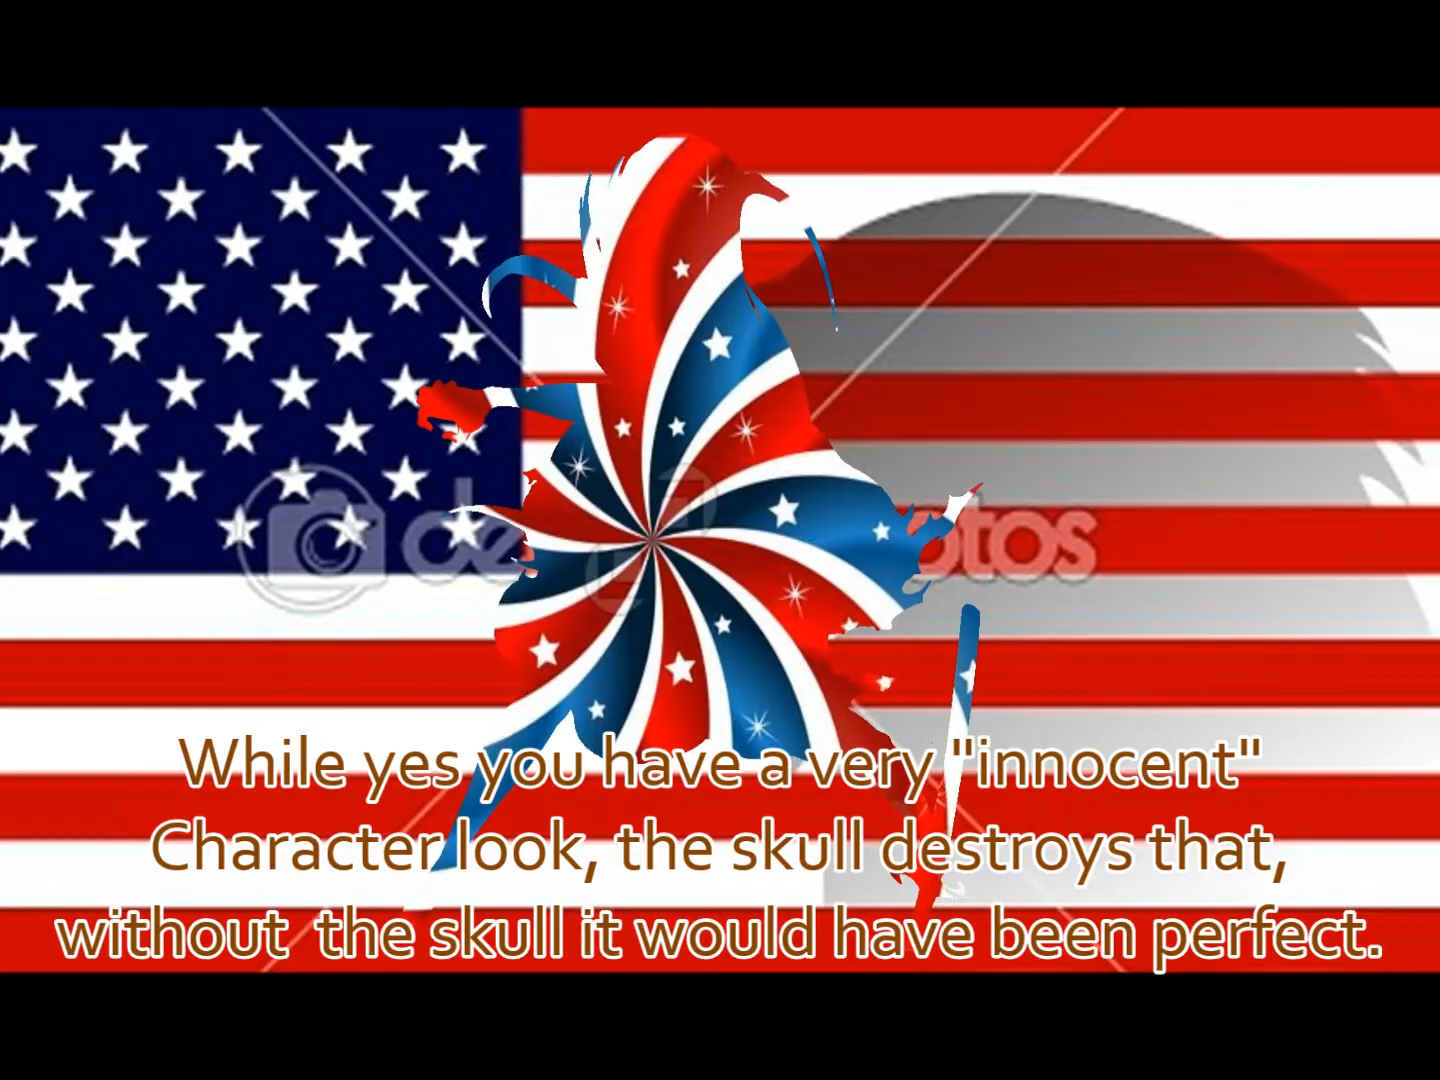 While yes you have a very "innocent"
Character look, the skull destroys that,
without  the skull it would have been perfect.